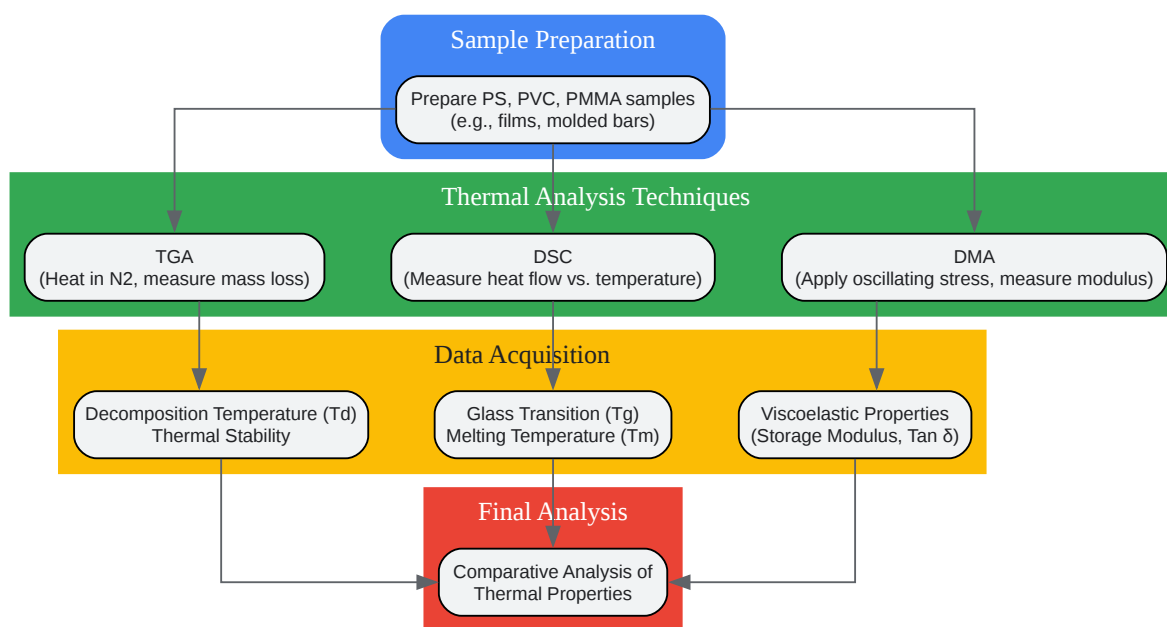 Sample Preparation
Prepare PS, PVC, PMMA samples
(e.g., films, molded bars)
Thermal Analysis Techniques
TGA
(Heat in N2, measure mass loss)
DSC
(Measure heat flow vs. temperature)
DMA
(Apply oscillating stress, measure modulus)
Data Acquisition
Decomposition Temperature (Td)
Thermal Stability
Glass Transition (Tg)
Melting Temperature (Tm)
Viscoelastic Properties
(Storage Modulus, Tan δ)
Final Analysis
Comparative Analysis of
Thermal Properties